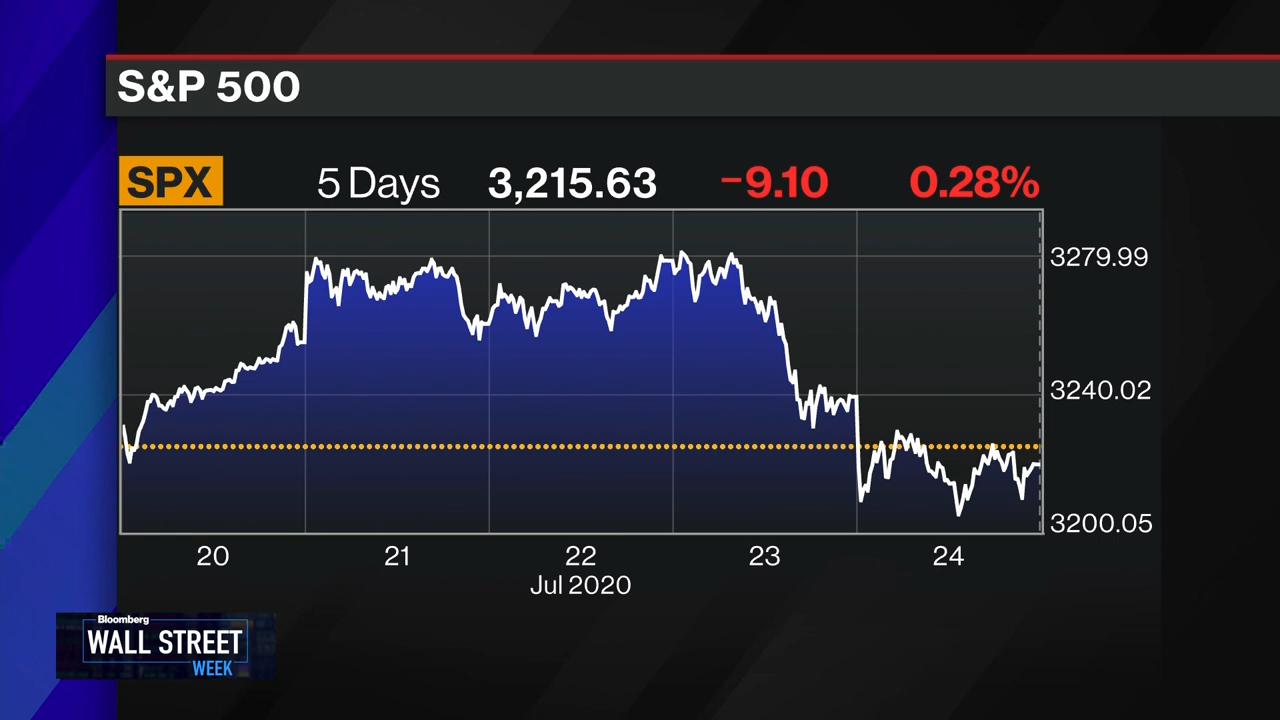 S&P 500
SPX 5 Days 3,215.63 −9.10 0.28%
3279.99
3240.02
3200.05
20 21 22 23 24
Jul 2020
Bloomberg
WALL STREET
WEEK